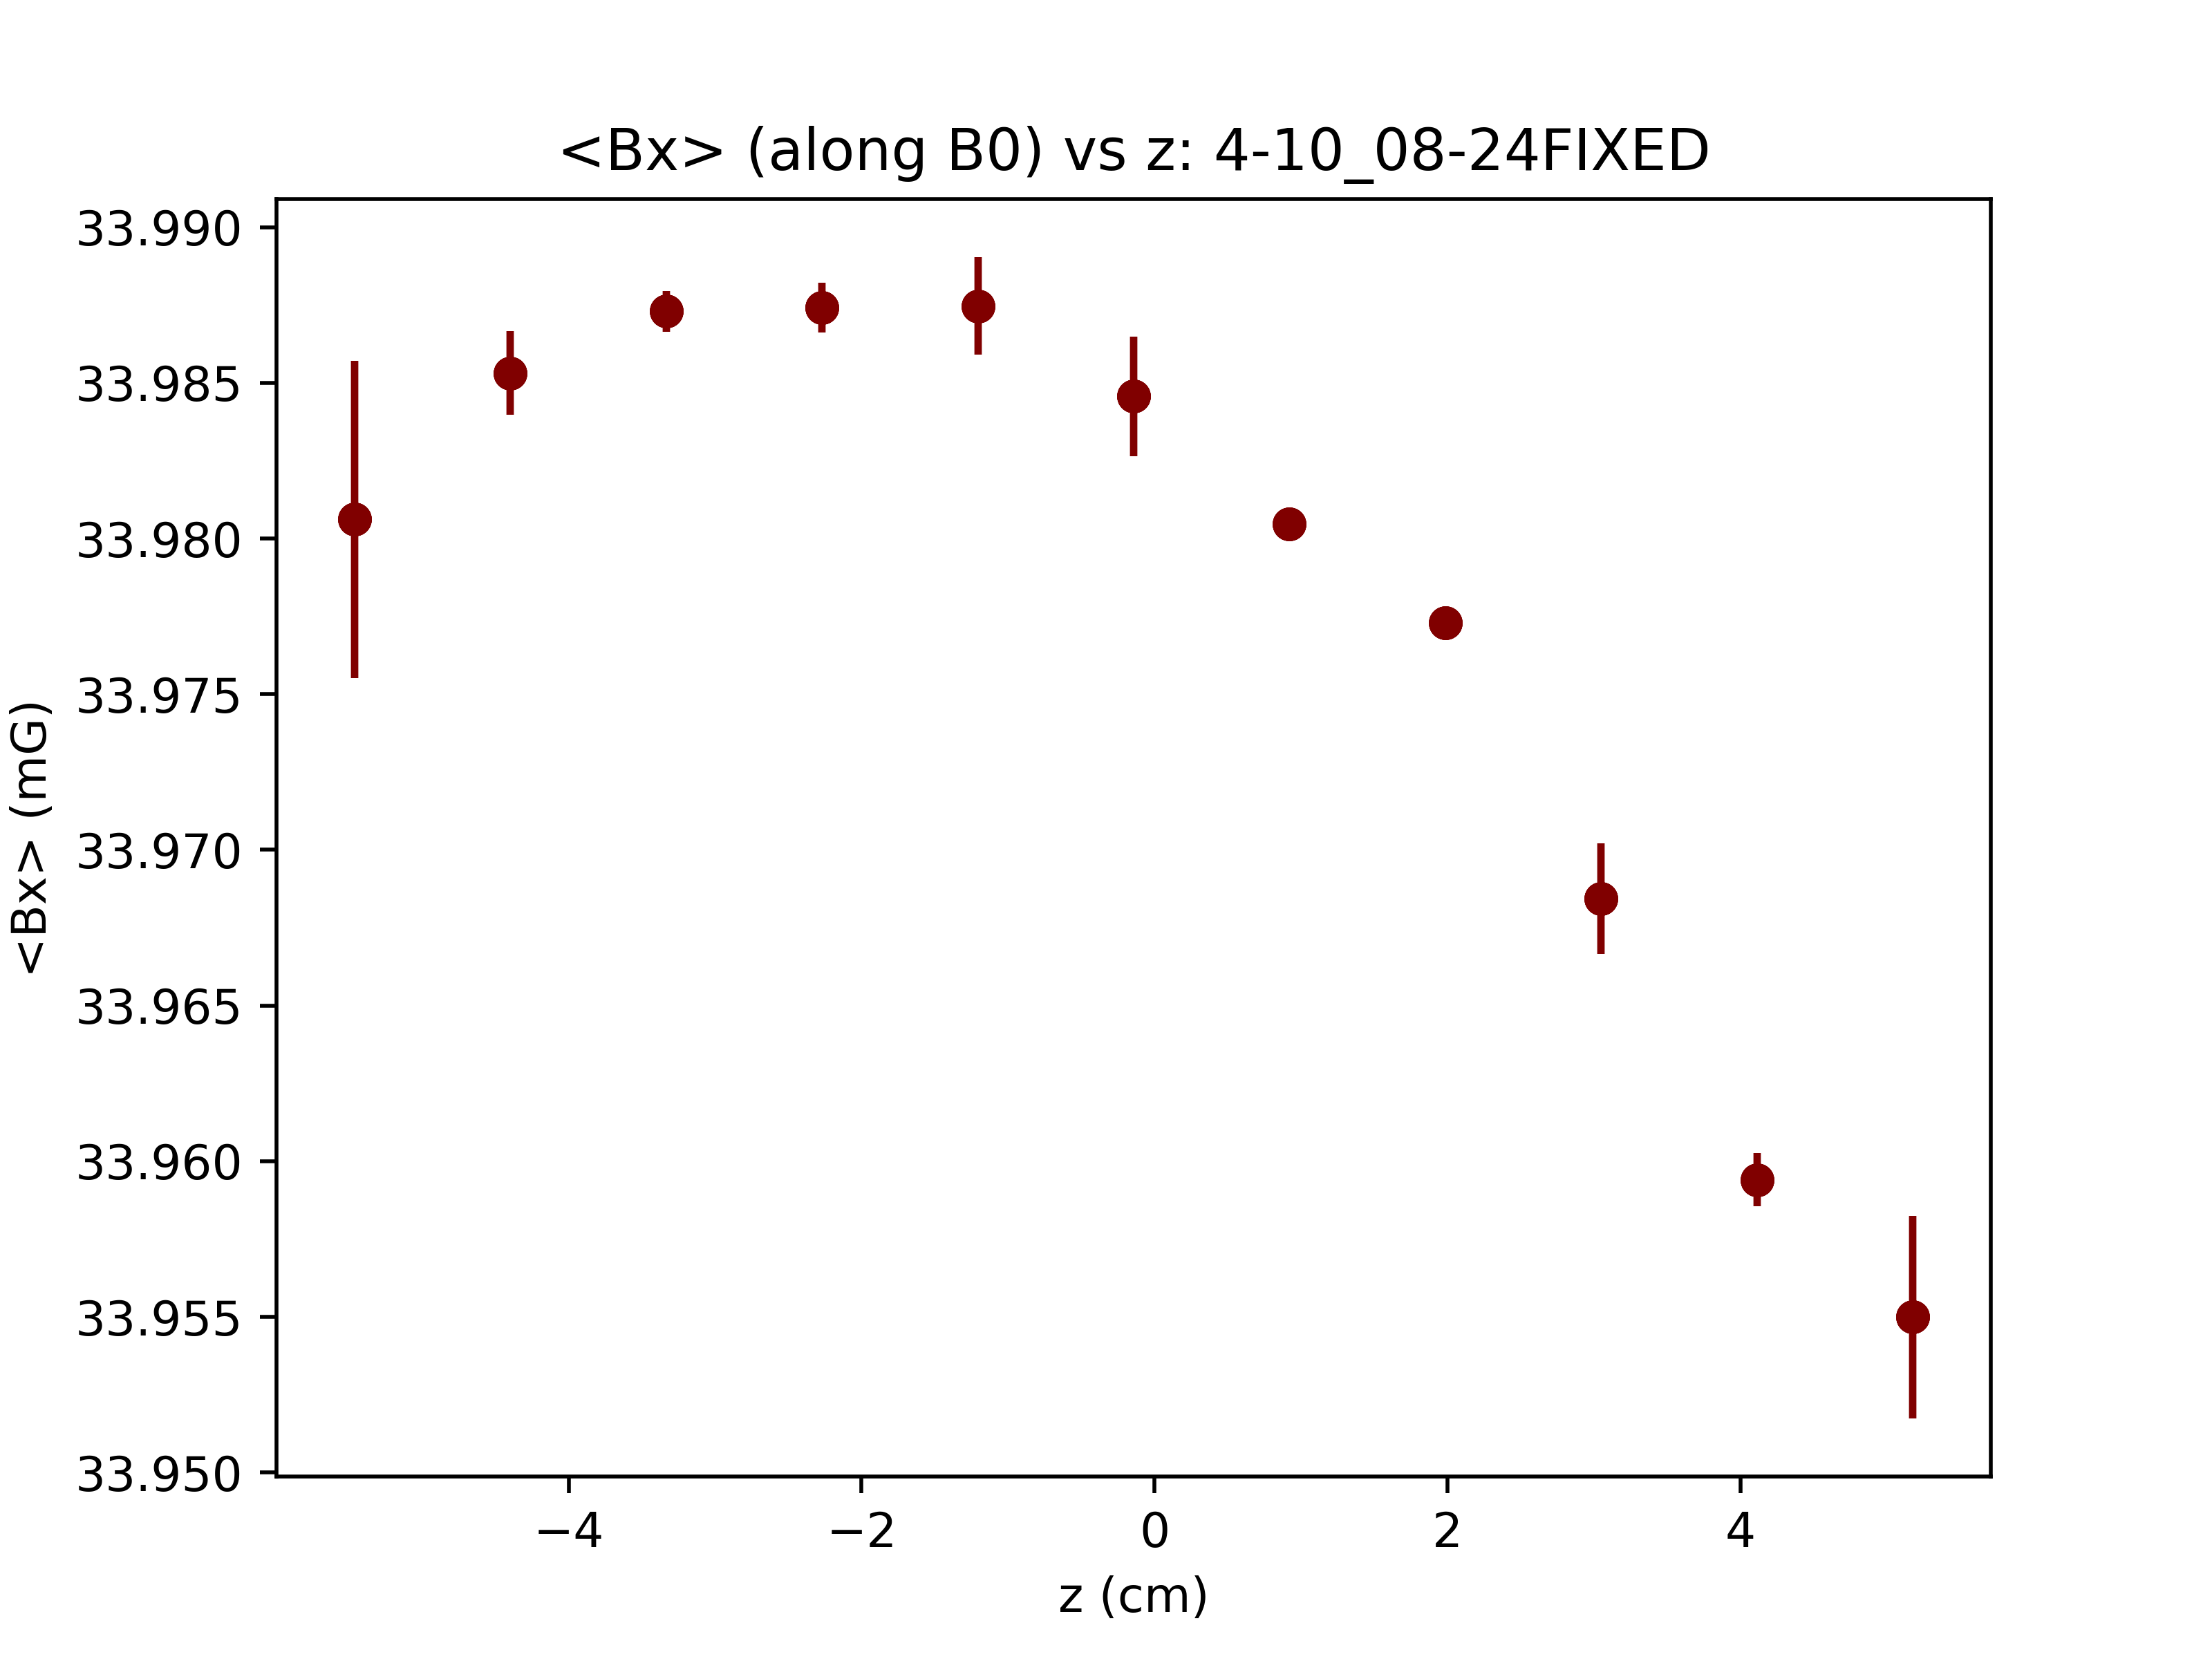 <Bx> (along B0) vs z: 4-10_08-24FIXED
33.990
33.985
33.980
33.975
33.970
33.965
33.960
33.955
33.950
<Bx> (mG)
−4 −2 0 2 4
z (cm)